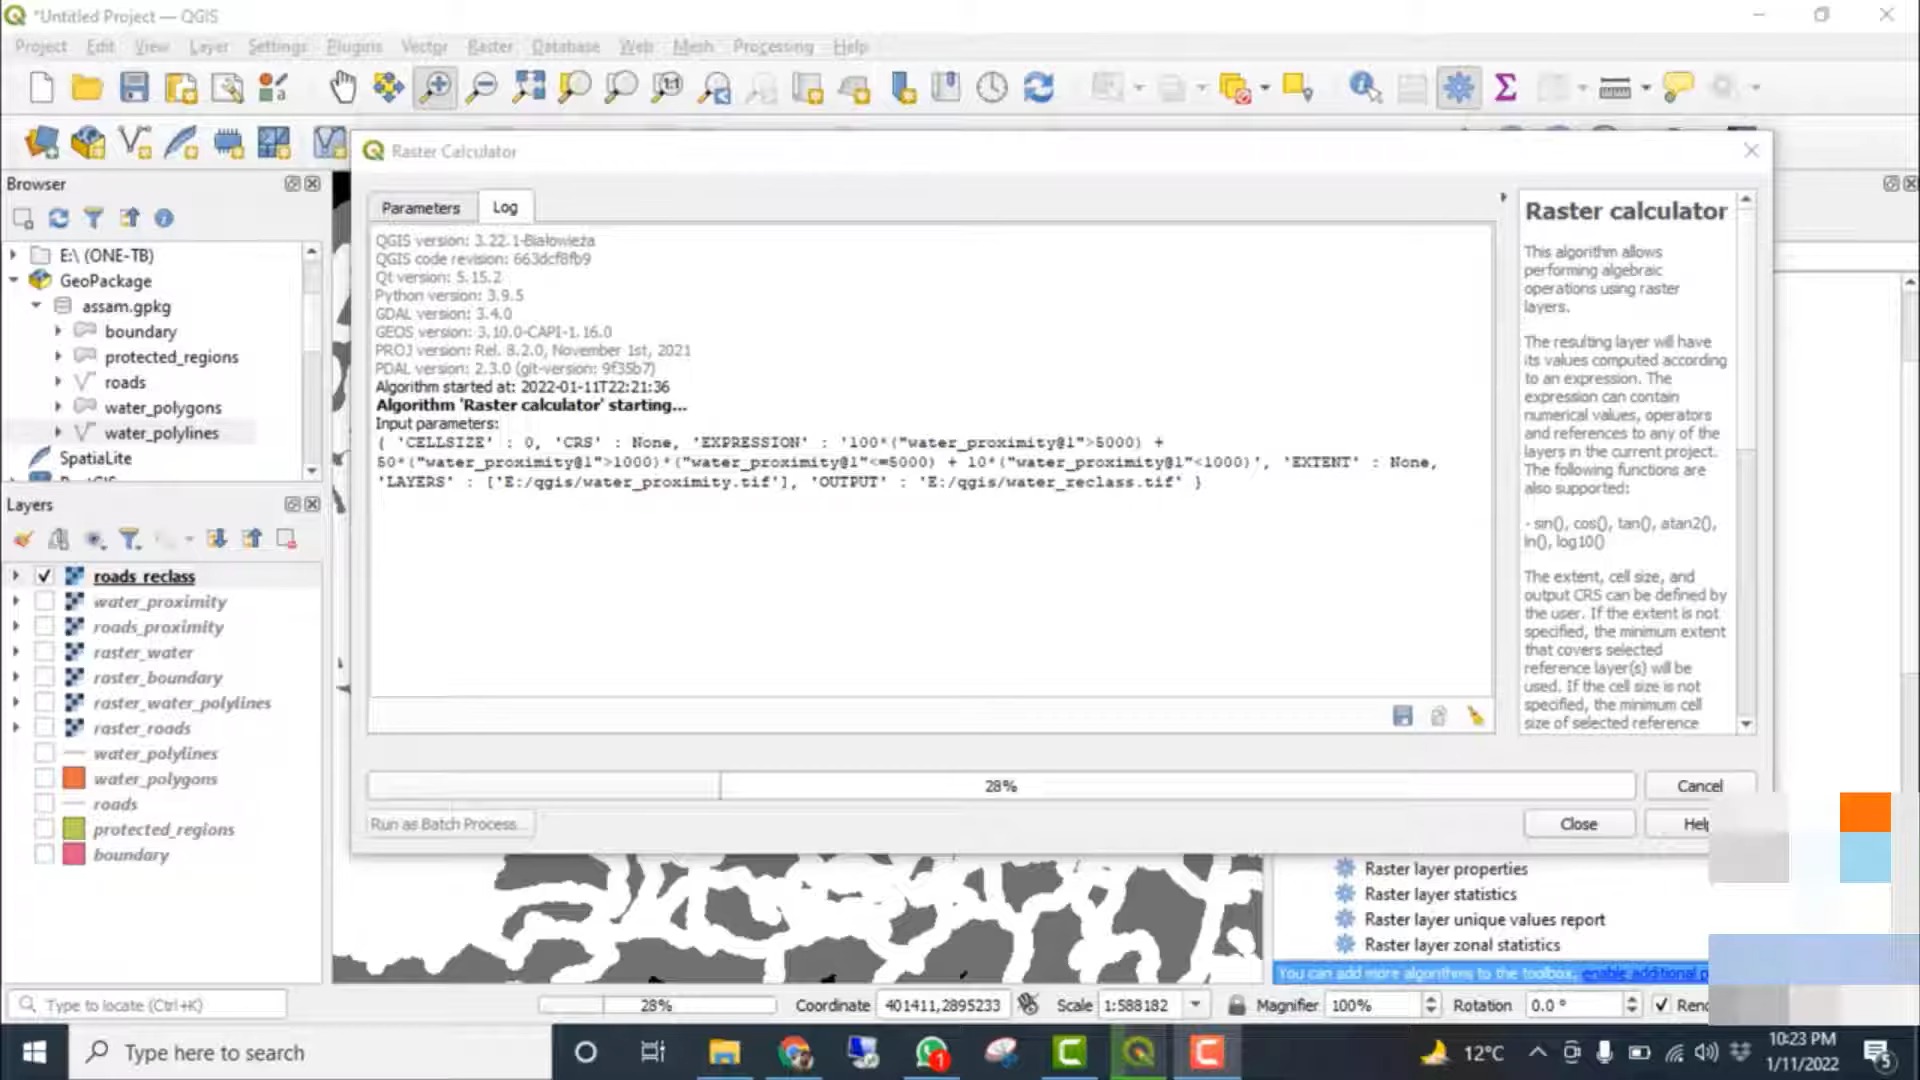 *Untitled Project — QGIS
Project Edit View Layer Settings Plugins Vector Raster Database Web Mesh Processing Help
Raster Calculator
Browser
E:\ (ONE-TB)
GeoPackage
assam.gpkg
boundary
protected_regions
roads
water_polygons
water_polylines
SpatiaLite
Layers
roads_reclass
water_proximity
roads_proximity
raster_water
raster_boundary
raster_water_polylines
raster_roads
water_polylines
water_polygons
roads
protected_regions
boundary
Parameters Log
QGIS version: 3.22.1-Białowieża
QGIS code revision: 663dcf8fb9
Qt version: 5.15.2
Python version: 3.9.5
GDAL version: 3.4.0
GEOS version: 3.10.0-CAPI-1.16.0
PROJ version: Rel. 8.2.0, November 1st, 2021
PDAL version: 2.3.0 (git-version: 9f35b7)
Algorithm started at: 2022-01-11T22:21:36
Algorithm 'Raster calculator' starting...
Input parameters:
{ 'CELLSIZE' : 0, 'CRS' : None, 'EXPRESSION' : '100*("water_proximity@1">5000) +
50*("water_proximity@1">1000)*("water_proximity@1"<=5000) + 10*("water_proximity@1"<1000)', 'EXTENT' : None,
'LAYERS' : ['E:/qgis/water_proximity.tif'], 'OUTPUT' : 'E:/qgis/water_reclass.tif' }
Raster calculator
This algorithm allows
performing algebraic
operations using raster
layers.
The resulting layer will have
its values computed according
to an expression. The
expression can contain
numerical values, operators
and references to any of the
layers in the current project.
The following functions are
also supported:
- sin(), cos(), tan(), atan2(),
ln(), log10()
The extent, cell size, and
output CRS can be defined by
the user. If the extent is not
specified, the minimum extent
that covers selected
reference layer(s) will be
used. If the cell size is not
specified, the minimum cell
size of selected reference
28%
Cancel
Run as Batch Process...
Close
Raster layer properties
Raster layer statistics
Raster layer unique values report
Raster layer zonal statistics
You can add more algorithms to the toolbox, enable additional
Type to locate (Ctrl+K)
28%
Coordinate 401411,2895233
Scale 1:588182
Magnifier 100%
Rotation 0.0 °
Type here to search
1
12°C
10:23 PM
1/11/2022
5